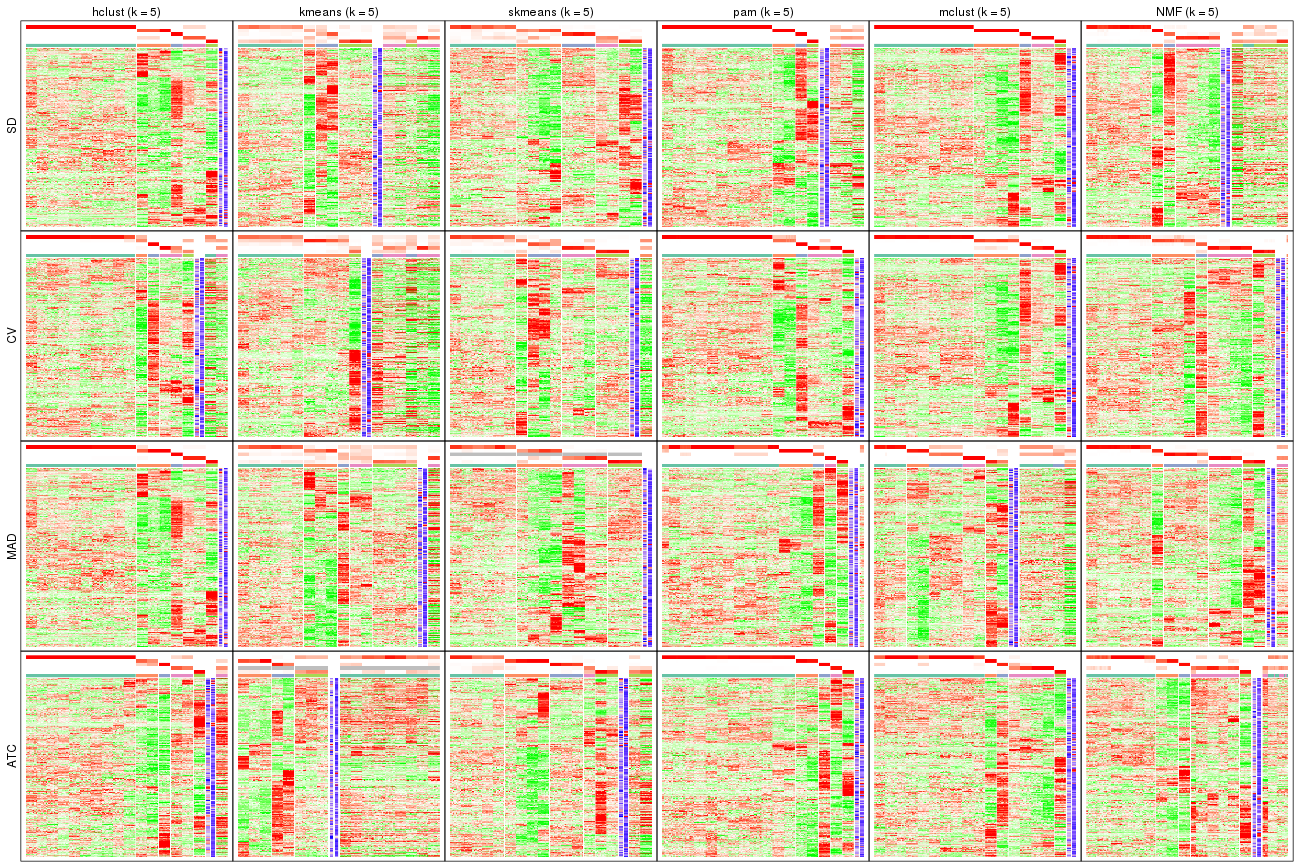 hclust (k = 5) kmeans (k = 5) skmeans (k = 5) pam (k = 5) mclust (k = 5) NMF (k = 5)
SD
CV
MAD
ATC